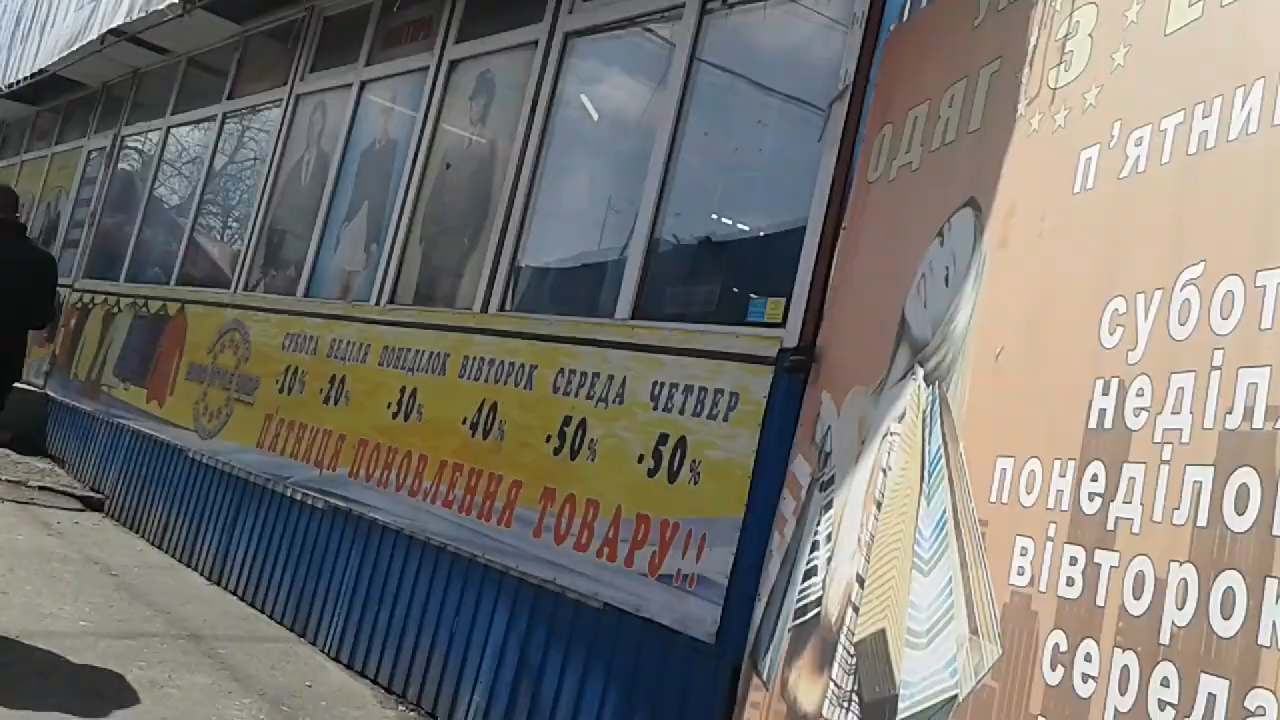 СУБОТА НЕДІЛЯ ПОНЕДІЛОК ВІВТОРОК СЕРЕДА ЧЕТВЕР
-10% -20% -30% -40% -50% -50%
П'ЯТНИЦЯ ПОНОВЛЕННЯ ТОВАРУ!!
ОДЯГ З
п'ятни
субот
неділ
понеділо
вівторок
середа